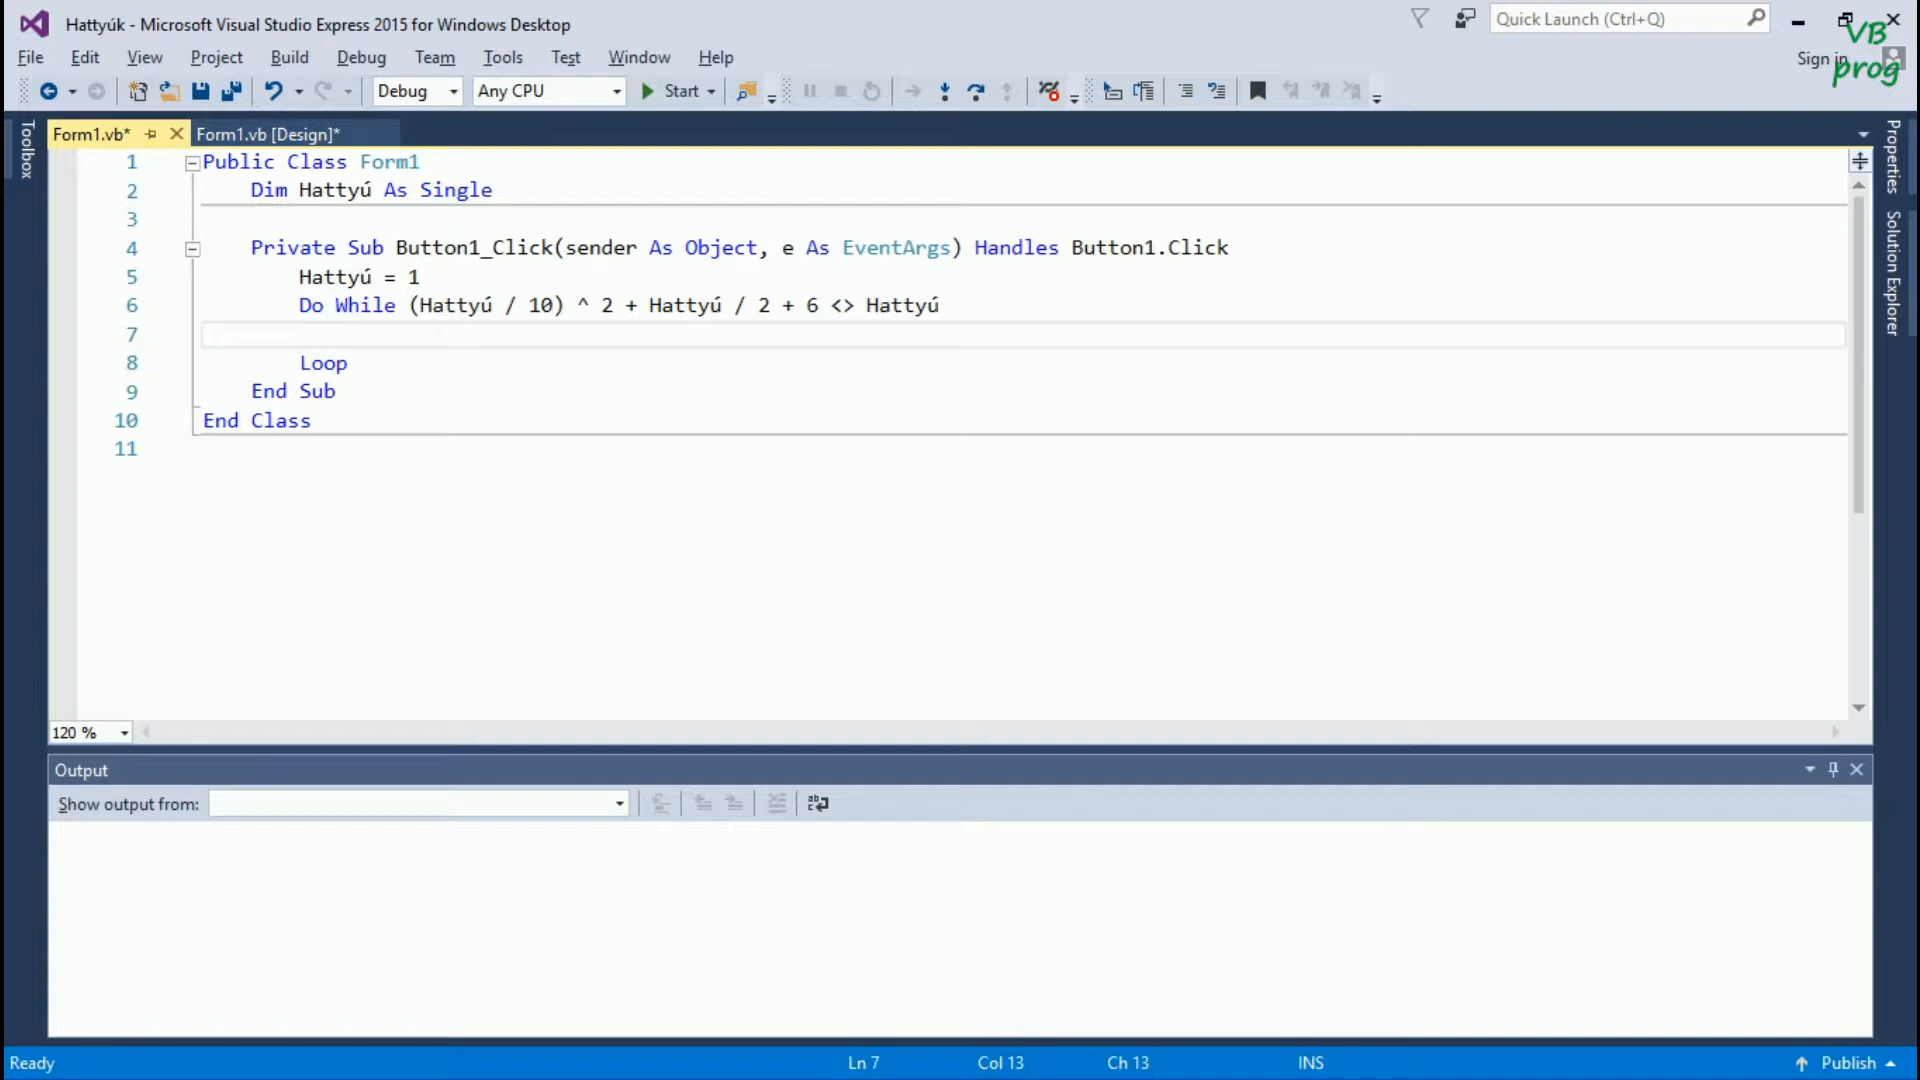 Hattyúk - Microsoft Visual Studio Express 2015 for Windows Desktop
Quick Launch (Ctrl+Q)
VB
prog
File Edit View Project Build Debug Team Tools Test Window Help
Sign in
Debug Any CPU Start
Toolbox
Form1.vb* Form1.vb [Design]*
Properties
Solution Explorer
1 Public Class Form1
2 Dim Hattyú As Single
3
4 Private Sub Button1_Click(sender As Object, e As EventArgs) Handles Button1.Click
5 Hattyú = 1
6 Do While (Hattyú / 10) ^ 2 + Hattyú / 2 + 6 <> Hattyú
7
8 Loop
9 End Sub
10 End Class
11
120 %
Output
Show output from:
Ready Ln 7 Col 13 Ch 13 INS Publish